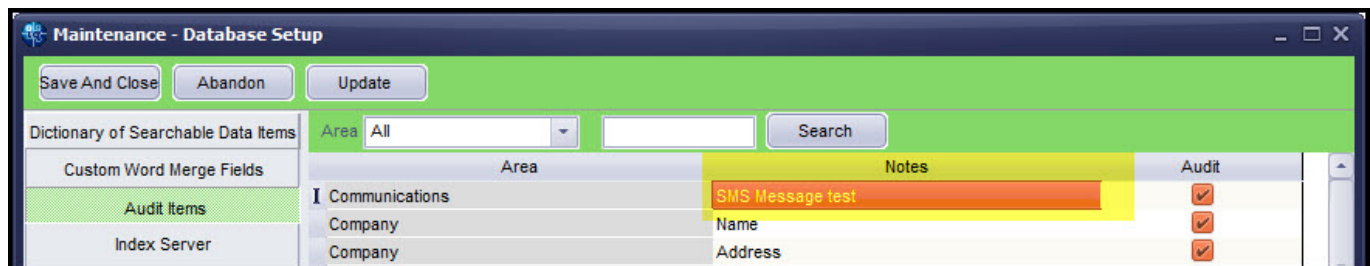 Maintenance - Database Setup
Save And Close Abandon Update
Dictionary of Searchable Data Items Area All Search
Custom Word Merge Fields Area Notes Audit
Audit Items Communications SMS Message test
Company Name
Index Server Company Address